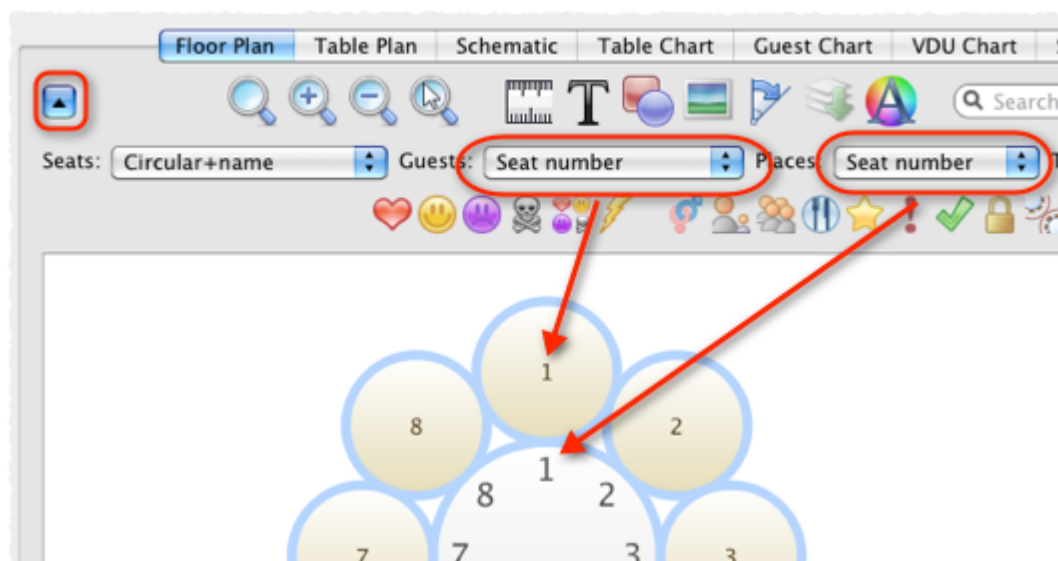 Floor Plan Table Plan Schematic Table Chart Guest Chart VDU Chart
Search
Seats: Circular+name Guests: Seat number Places: Seat number
1
8 2
1
8 2
7 7 3 3